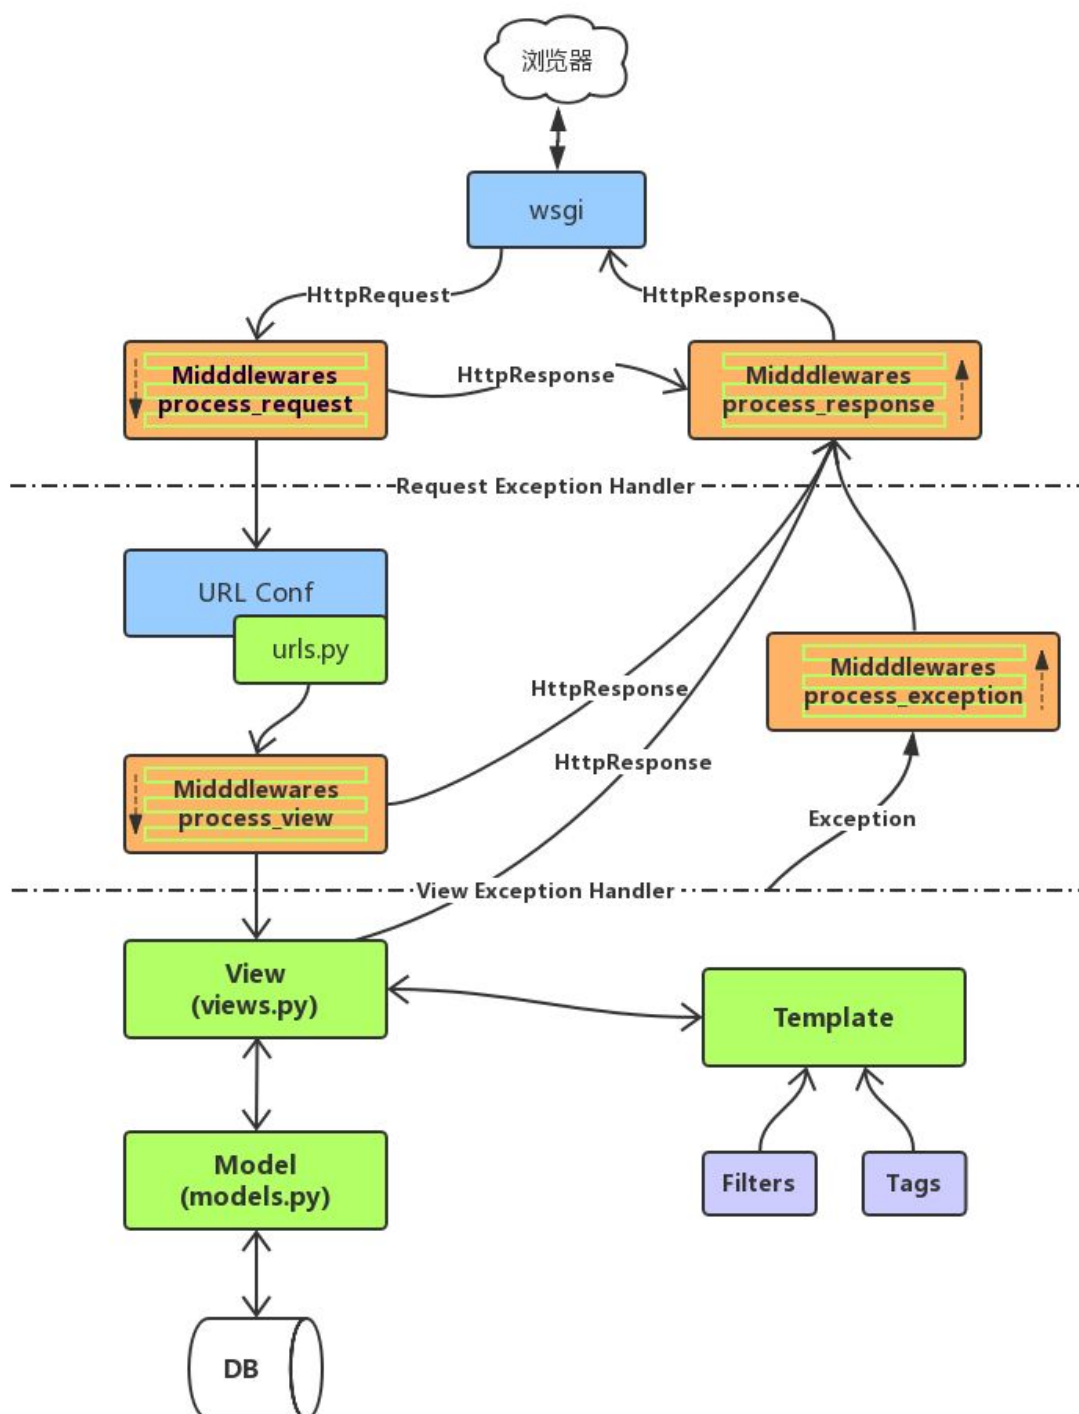 浏览器
wsgi
HttpRequest
HttpResponse
Midddlewares
process_request
HttpResponse
Midddlewares
process_response
Request Exception Handler
URL Conf
urls.py
Midddlewares
process_exception
HttpResponse
HttpResponse
Midddlewares
process_view
Exception
View Exception Handler
View
(views.py)
Template
Model
(models.py)
Filters
Tags
DB